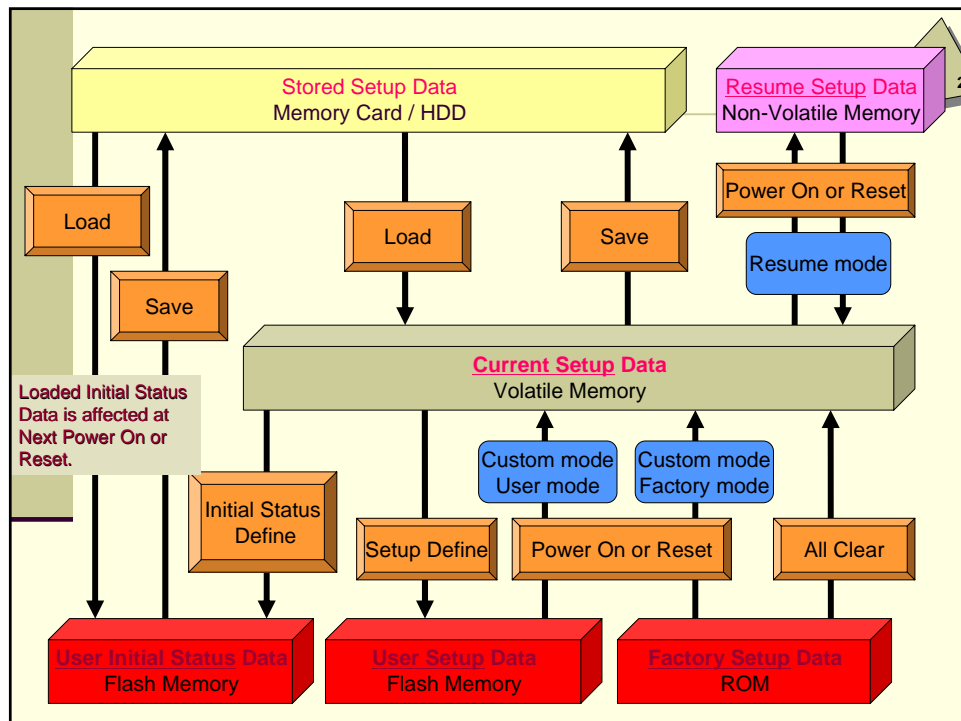 2
Stored Setup Data
Memory Card / HDD
Resume Setup Data
Non-Volatile Memory
Power On or Reset
Load
Load
Save
Resume mode
Save
Current Setup Data
Volatile Memory
Loaded Initial Status
Data is affected at
Next Power On or
Reset.
Custom mode
User mode
Custom mode
Factory mode
Initial Status
Define
Setup Define
Power On or Reset
All Clear
User Initial Status Data
Flash Memory
User Setup Data
Flash Memory
Factory Setup Data
ROM